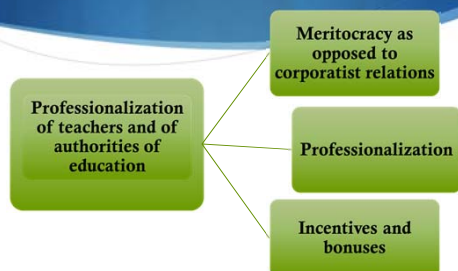 Professionalization
of teachers and of
authorities of
education
Meritocracy as
opposed to
corporatist relations
Professionalization
Incentives and
bonuses